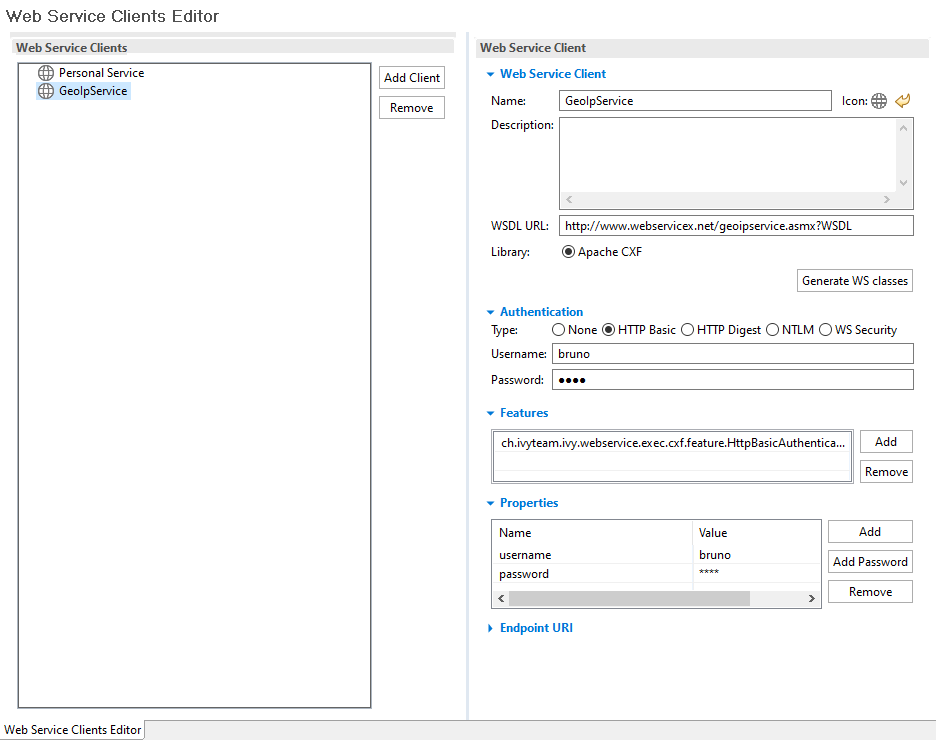 Web Service Clients Editor
Web Service Clients
Personal Service
GeoIpService
Add Client
Remove
Web Service Client
Web Service Client
Name: GeoIpService Icon:
Description:
WSDL URL: http://www.webservicex.net/geoipservice.asmx?WSDL
Library: Apache CXF
Generate WS classes
Authentication
Type: None HTTP Basic HTTP Digest NTLM WS Security
Username: bruno
Password: ●●●●
Features
ch.ivyteam.ivy.webservice.exec.cxf.feature.HttpBasicAuthentica... Add
Remove
Properties
Name Value Add
username bruno
password ****
Add Password
Remove
Endpoint URI
Web Service Clients Editor